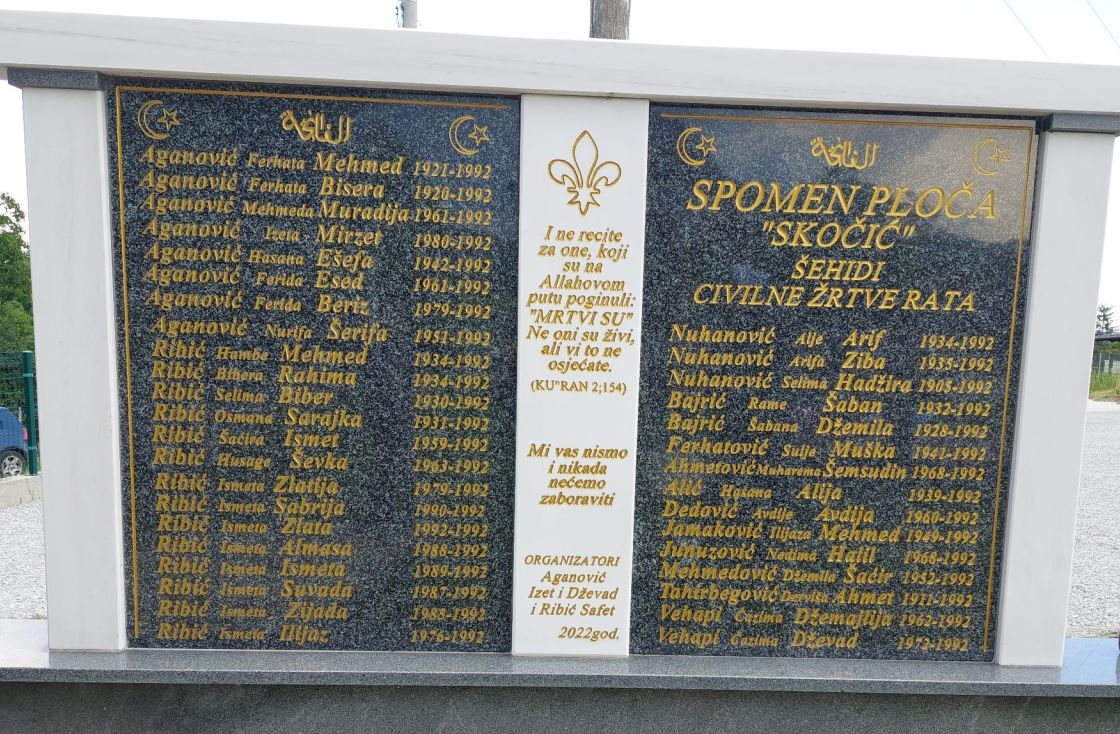 الفاتحة
Aganović Ferhata Mehmed 1921-1992
Aganović Ferhata Bisera 1920-1992
Aganović Mehmeda Muradija 1961-1992
Aganović Izeta Mirzet 1980-1992
Aganović Hasana Ešefa 1942-1992
Aganović Ferida Esed 1961-1992
Aganović Ferida Beriz 1979-1992
Aganović Nurifa Šerifa 1951-1992
Ribić Hamba Mehmed 1934-1992
Ribić Bibera Rahima 1954-1992
Ribić Selima Biber 1930-1992
Ribić Osmana Sarajka 1931-1992
Ribić Šaćira Ismet 1959-1992
Ribić Husage Ševka 1963-1992
Ribić Ismeta Zlatija 1979-1992
Ribić Ismeta Sabrija 1990-1992
Ribić Ismeta Zlata 1992-1992
Ribić Ismeta Almasa 1988-1992
Ribić Ismeta Ismeta 1989-1992
Ribić Ismeta Suvada 1987-1992
Ribić Ismeta Zijada 1985-1992
Ribić Ismeta Ilijaz 1976-1992
I ne recite
za one, koji
su na
Allahovom
putu poginuli:
"MRTVI SU"
Ne oni su živi,
ali vi to ne
osjećate.
(KU"RAN 2;154)
Mi vas nismo
i nikada
nećemo
zaboraviti
ORGANIZATORI
Aganović
Izet i Dževad
i Ribić Safet
2022god.
الفاتحة
SPOMEN PLOČA
"SKOČIĆ"
ŠEHIDI
CIVILNE ŽRTVE RATA
Nuhanović Alje Arif 1934-1992
Nuhanović Arifa Ziba 1935-1992
Nuhanović Selima Hadžira 1905-1992
Bajrić Rame Šaban 1932-1992
Bajrić Šabana Džemila 1928-1992
Ferhatović Sulje Muška 1941-1992
Ahmetović Muharema Šemsudin 1968-1992
Alić Hasana Alija 1939-1992
Dedović Avdije Avdija 1960-1992
Jamaković Ilijaza Mehmed 1949-1992
Junuzović Nedima Halil 1966-1992
Mehmedović Džemila Šaćir 1952-1992
Tahirbegović Derviša Ahmet 1911-1992
Vehapi Cazima Džemajlija 1962-1992
Vehapi Cazima Dževad 1972-1992